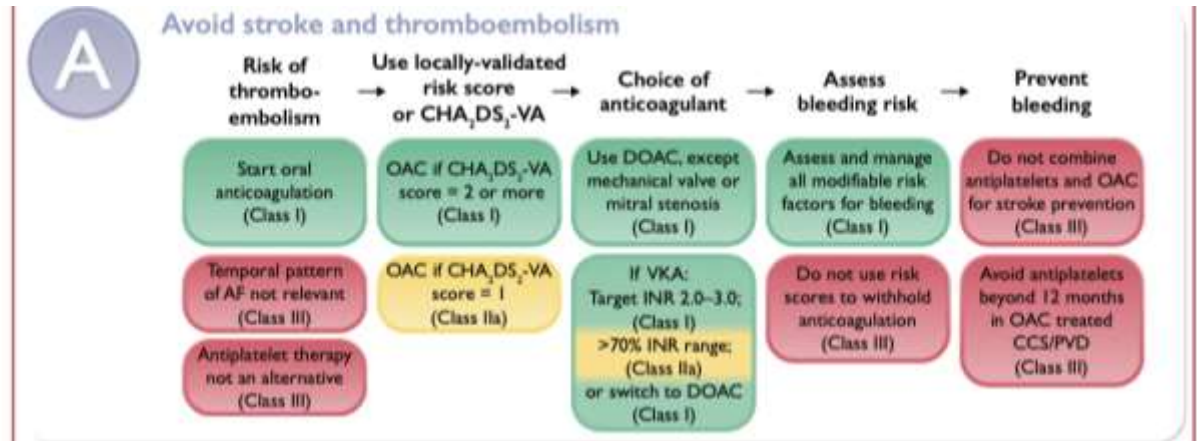 A
Avoid stroke and thromboembolism
Risk of
thrombo-
embolism
Use locally-validated
risk score
or CHA₂DS₂-VA
Choice of
anticoagulant
Assess
bleeding risk
Prevent
bleeding
Start oral
anticoagulation
(Class I)
Temporal pattern
of AF not relevant
(Class III)
Antiplatelet therapy
not an alternative
(Class III)
OAC if CHA₂DS₂-VA
score = 2 or more
(Class I)
OAC if CHA₂DS₂-VA
score = 1
(Class IIa)
Use DOAC, except
mechanical valve or
mitral stenosis
(Class I)
If VKA:
Target INR 2.0–3.0;
(Class I)
>70% INR range;
(Class IIa)
or switch to DOAC
(Class I)
Assess and manage
all modifiable risk
factors for bleeding
(Class I)
Do not use risk
scores to withhold
anticoagulation
(Class III)
Do not combine
antiplatelets and OAC
for stroke prevention
(Class III)
Avoid antiplatelets
beyond 12 months
in OAC treated
CCS/PVD
(Class III)